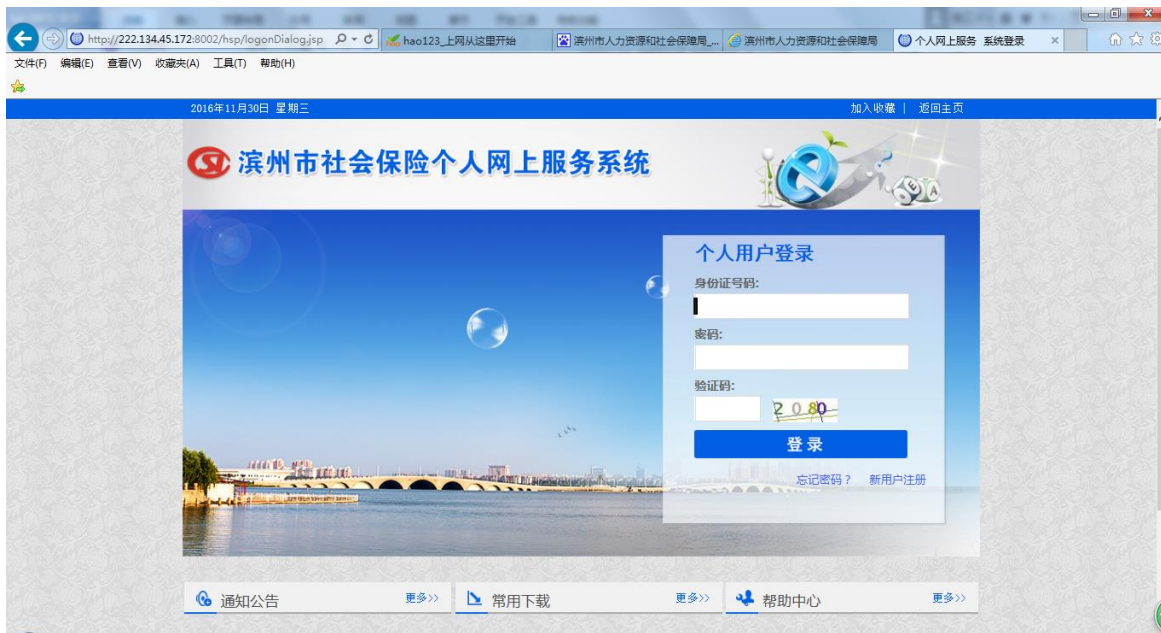 http://222.134.45.172:8002/hsp/logonDialog.jsp
hao123_上网从这里开始
滨州市人力资源和社会保障局_...
滨州市人力资源和社会保障局
个人网上服务 系统登录
文件(F) 编辑(E) 查看(V) 收藏夹(A) 工具(T) 帮助(H)
2016年11月30日 星期三
加入收藏 | 返回主页
滨州市社会保险个人网上服务系统
个人用户登录
身份证号码:
密码:
验证码:
2080
登录
忘记密码？ 新用户注册
通知公告 更多>>
常用下载 更多>>
帮助中心 更多>>